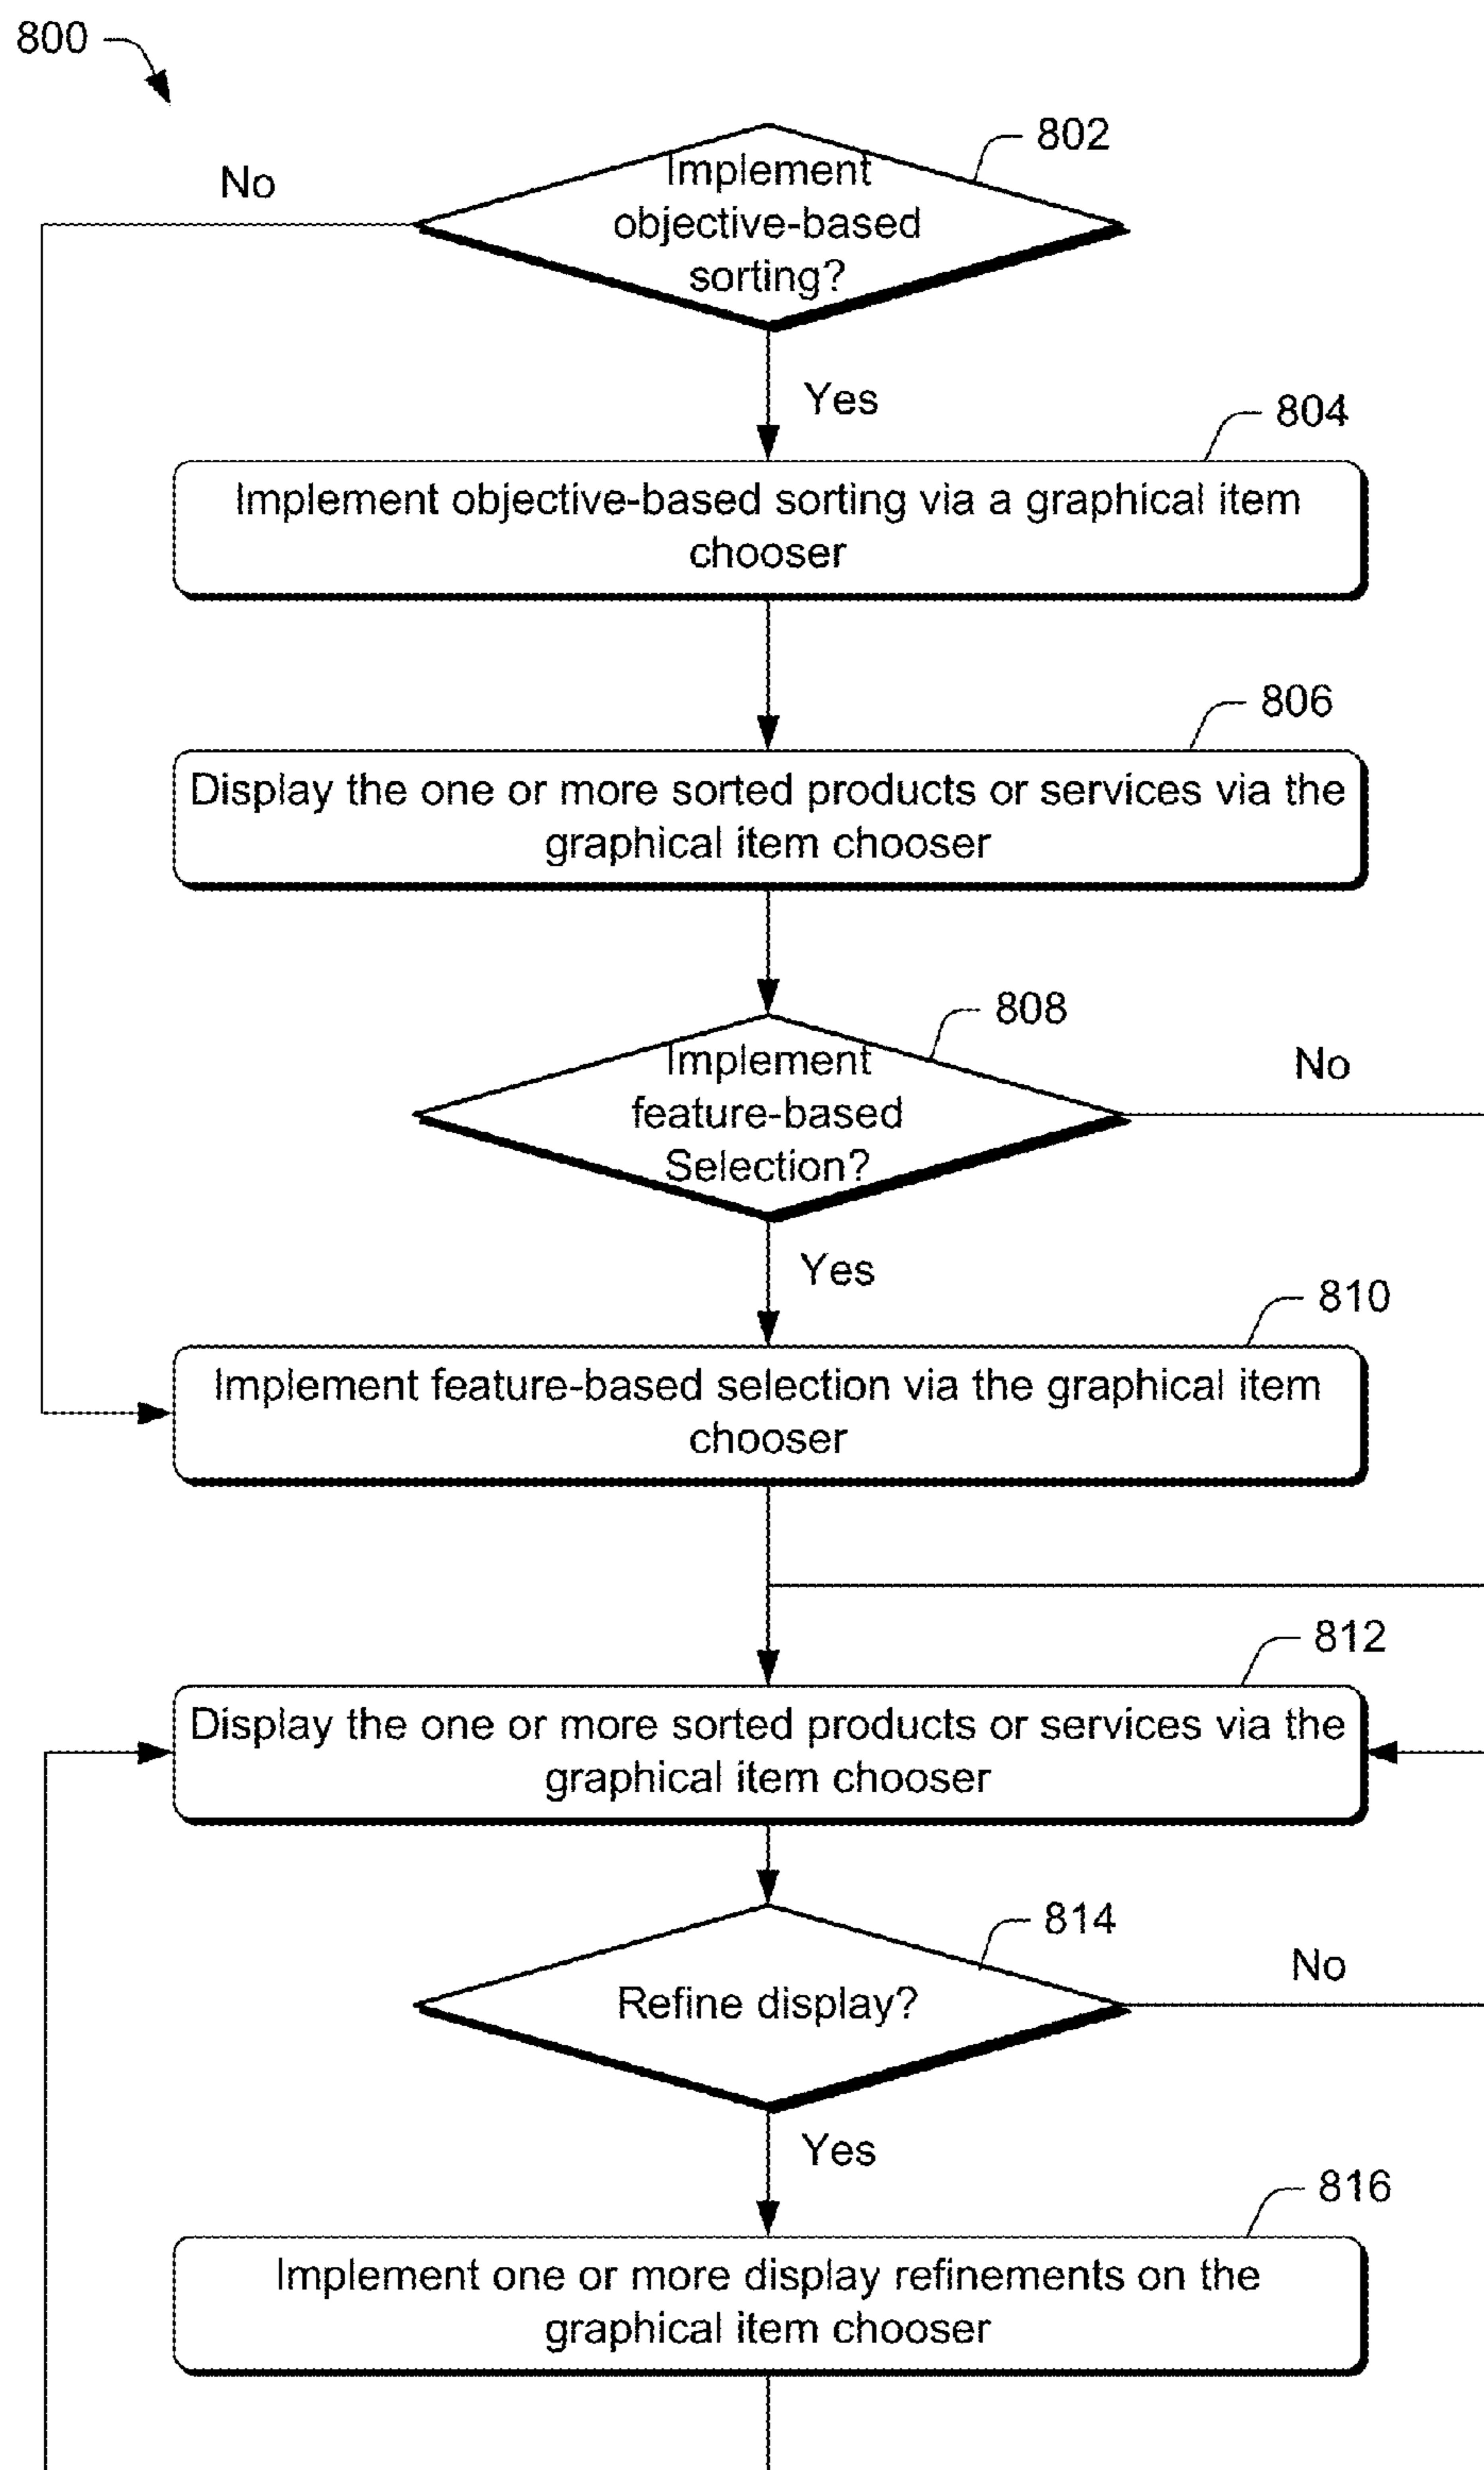 800
802
No
Implement
objective-based
sorting?
Yes
804
Implement objective-based sorting via a graphical item
chooser
806
Display the one or more sorted products or services via the
graphical item chooser
808
Implement
feature-based
Selection?
No
Yes
810
Implement feature-based selection via the graphical item
chooser
812
Display the one or more sorted products or services via the
graphical item chooser
814
Refine display?
No
Yes
816
Implement one or more display refinements on the
graphical item chooser